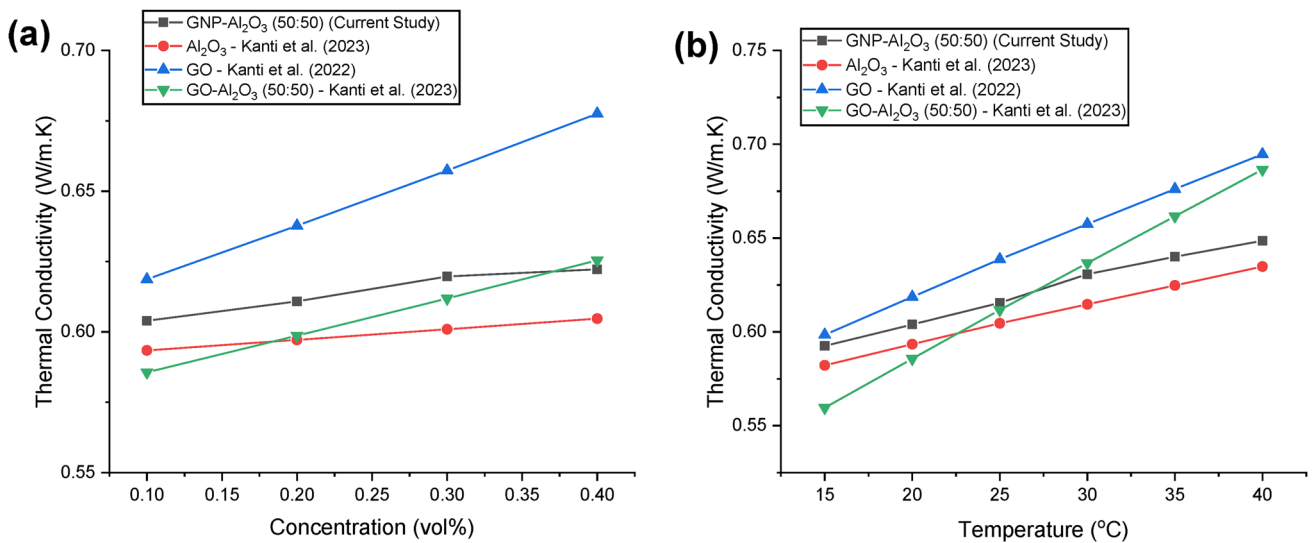 (a)
GNP-Al₂O₃ (50:50) (Current Study)
Al₂O₃ - Kanti et al. (2023)
GO - Kanti et al. (2022)
GO-Al₂O₃ (50:50) - Kanti et al. (2023)
Thermal Conductivity (W/m.K)
0.70
0.65
0.60
0.55
0.10
0.15
0.20
0.25
0.30
0.35
0.40
Concentration (vol%)
(b)
GNP-Al₂O₃ (50:50) (Current Study)
Al₂O₃ - Kanti et al. (2023)
GO - Kanti et al. (2022)
GO-Al₂O₃ (50:50) - Kanti et al. (2023)
Thermal Conductivity (W/m.K)
0.75
0.70
0.65
0.60
0.55
15
20
25
30
35
40
Temperature (°C)